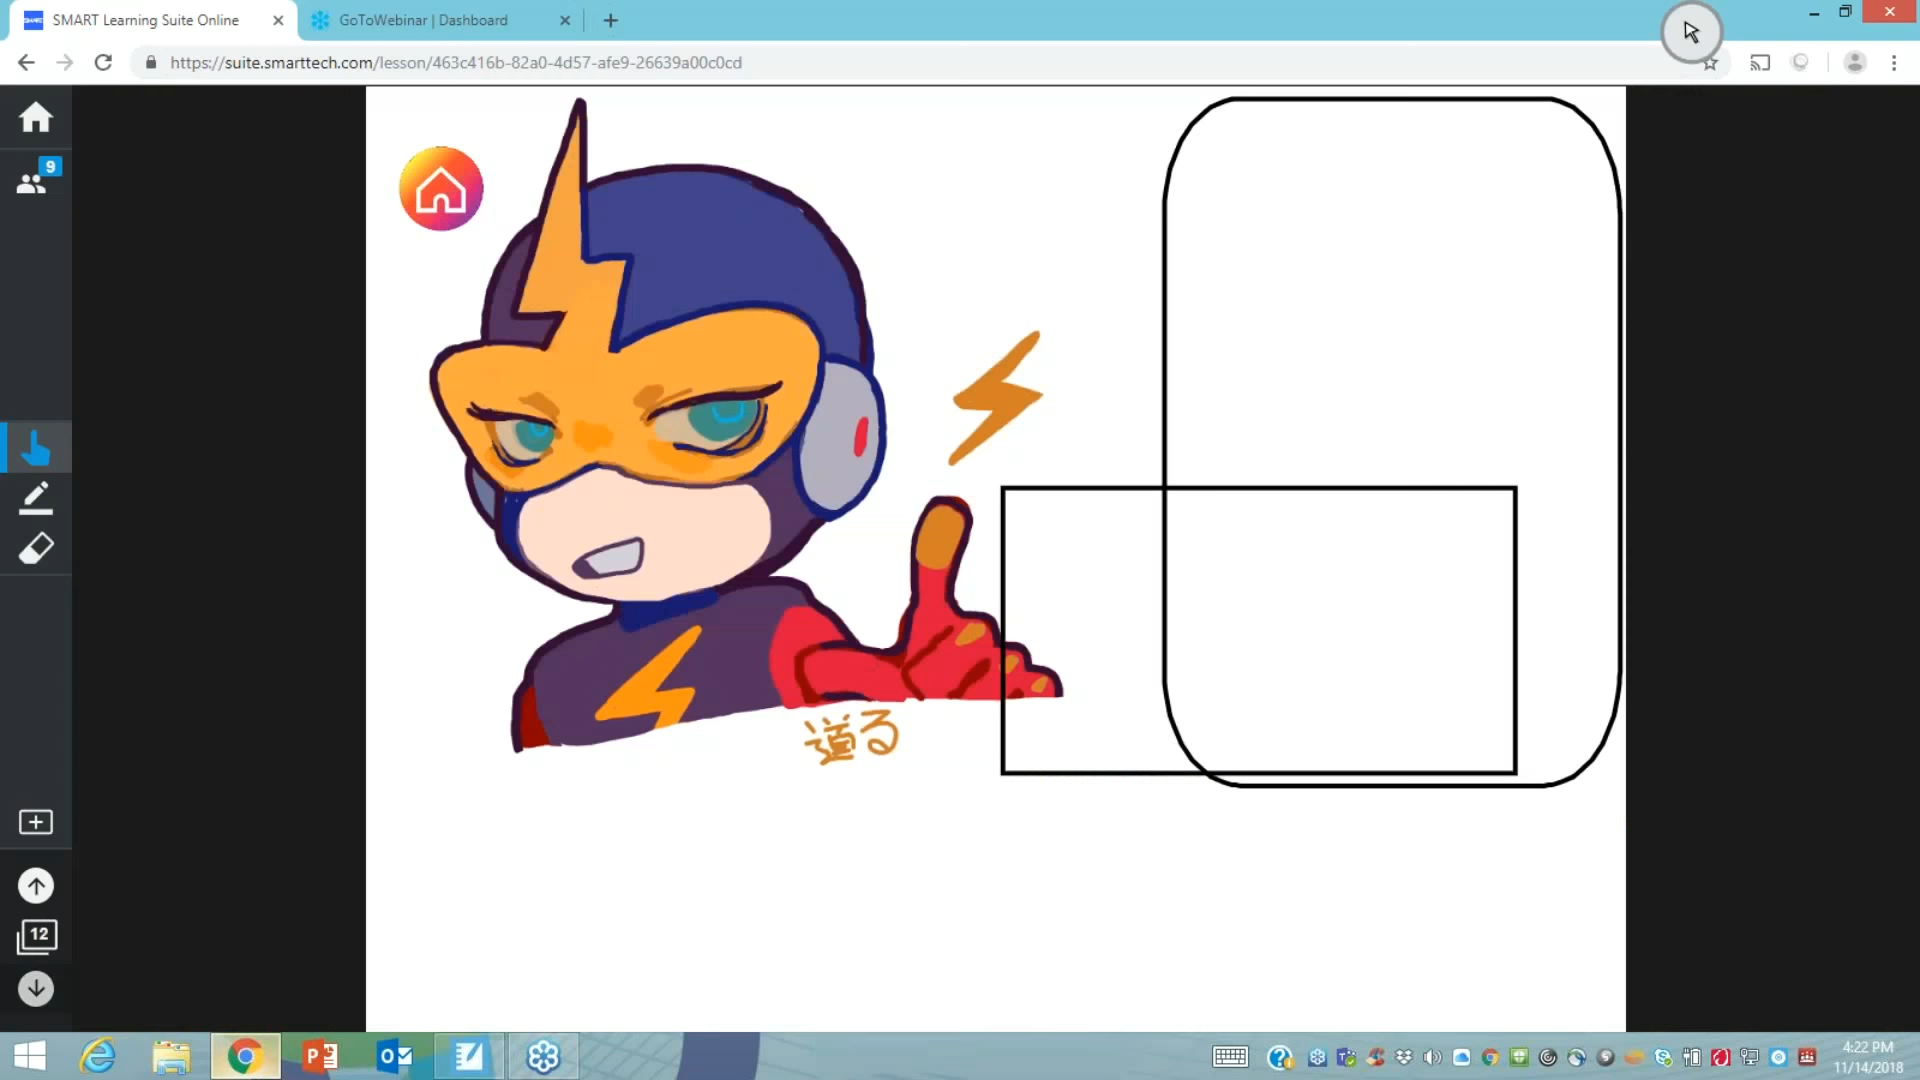 SMART Learning Suite Online
GoToWebinar | Dashboard
https://suite.smarttech.com/lesson/463c416b-82a0-4d57-afe9-26639a00c0cd
9
道る
12
4:22 PM
11/14/2018